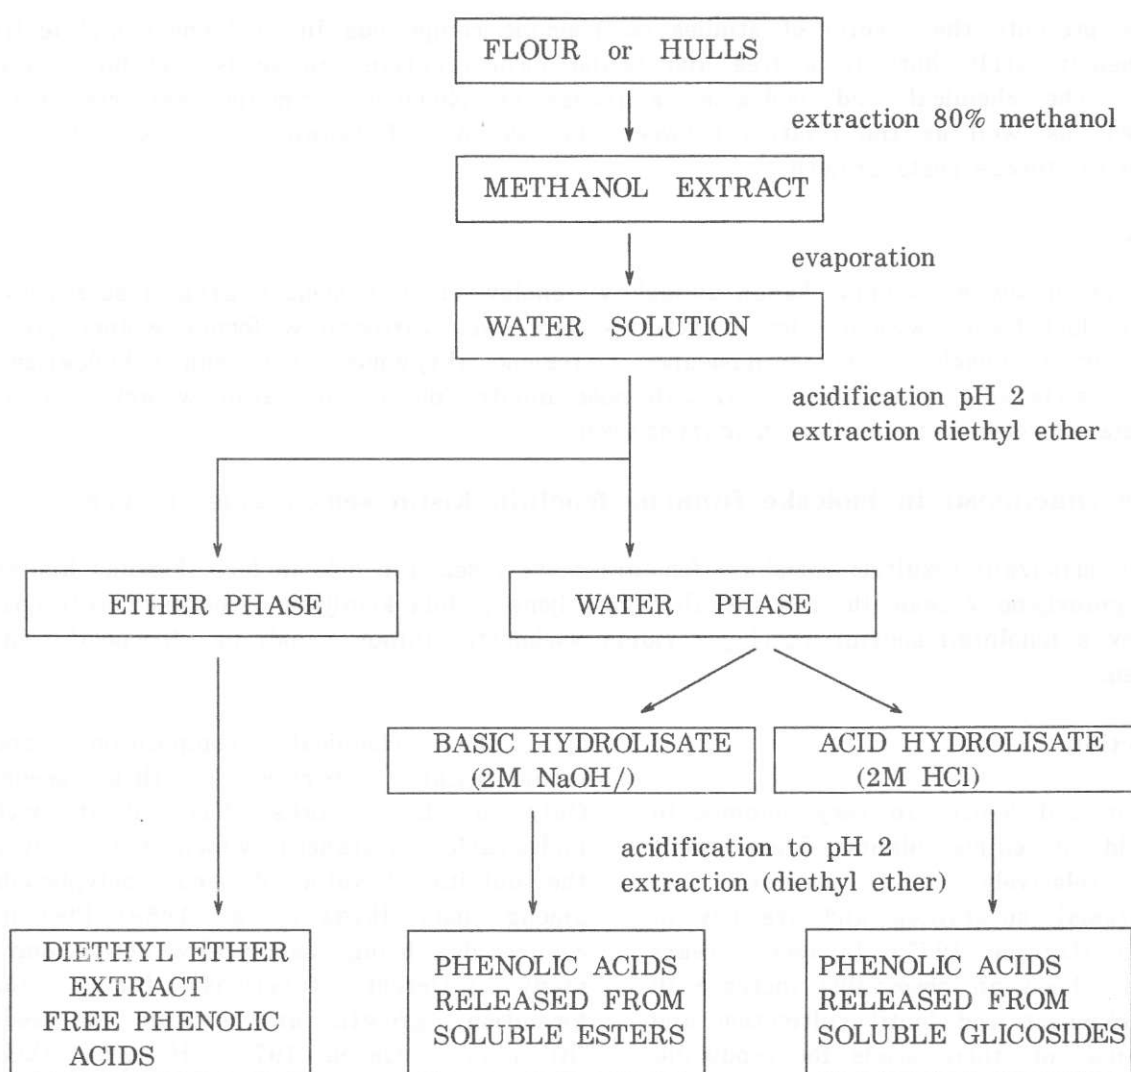 FLOUR or HULLS
extraction 80% methanol
METHANOL EXTRACT
evaporation
WATER SOLUTION
acidification pH 2
extraction diethyl ether
ETHER PHASE
WATER PHASE
BASIC HYDROLISATE
(2M NaOH/)
ACID HYDROLISATE
(2M HCl)
acidification to pH 2
extraction (diethyl ether)
DIETHYL ETHER
EXTRACT
FREE PHENOLIC
ACIDS
PHENOLIC ACIDS
RELEASED FROM
SOLUBLE ESTERS
PHENOLIC ACIDS
RELEASED FROM
SOLUBLE GLICOSIDES